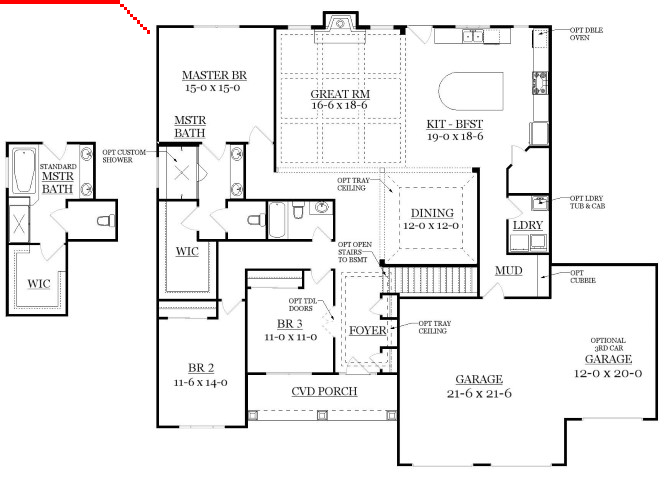 OPT DBLE
OVEN
MASTER BR
15-0 x 15-0
GREAT RM
16-6 x 18-6
KIT - BFST
19-0 x 18-6
MSTR
BATH
OPT CUSTOM
SHOWER
STANDARD
MSTR
BATH
OPT TRAY
CEILING
DINING
12-0 x 12-0
OPT LDRY
TUB & CAB
LDRY
WIC
WIC
OPT OPEN
STAIRS
TO BSMT
MUD
OPT
CUBBIE
OPT TDL
DOORS
BR 3
11-0 x 11-0
FOYER
OPT TRAY
CEILING
OPTIONAL
3RD CAR
GARAGE
12-0 x 20-0
BR 2
11-6 x 14-0
GARAGE
21-6 x 21-6
CVD PORCH